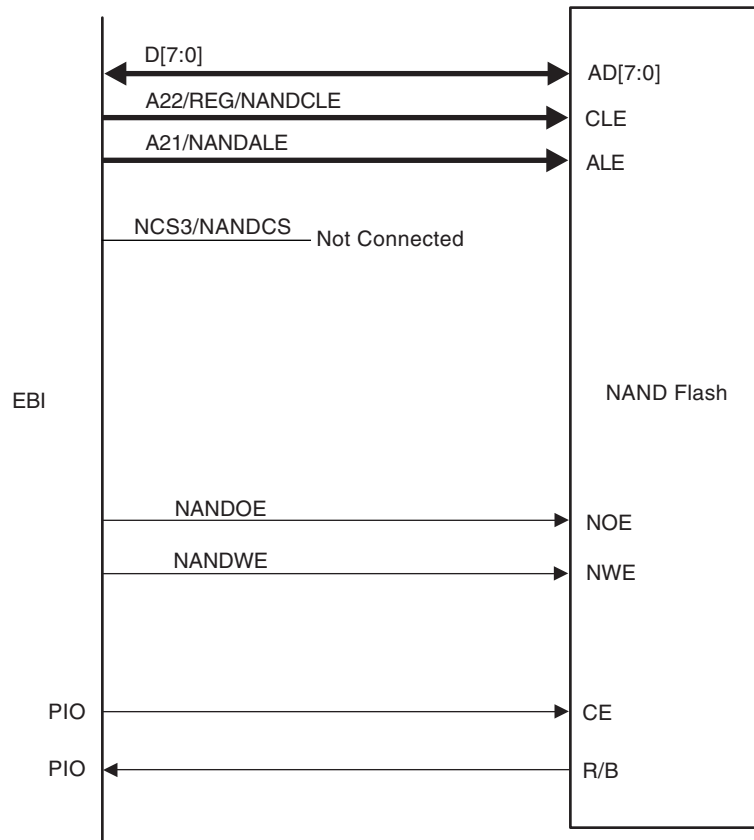 D[7:0]
AD[7:0]
A22/REG/NANDCLE
CLE
A21/NANDALE
ALE
NCS3/NANDCS
Not Connected
EBI
NAND Flash
NANDOE
NOE
NANDWE
NWE
PIO
CE
PIO
R/B